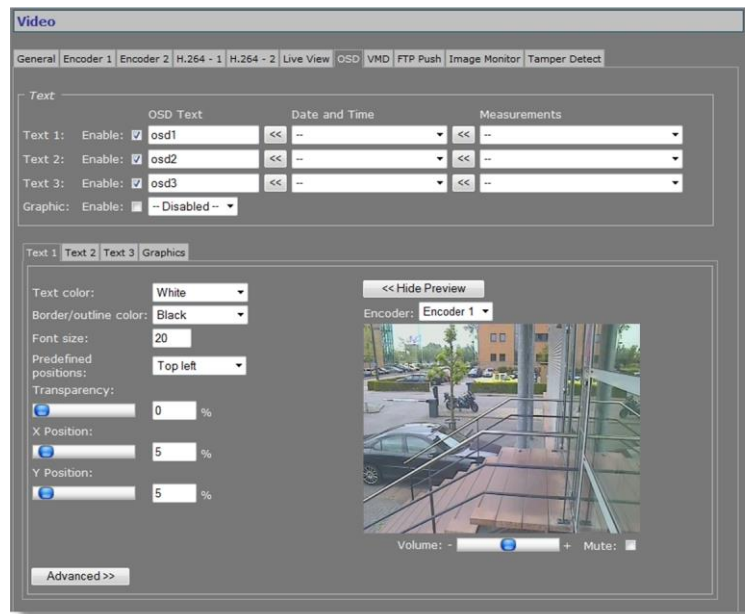 Video
General Encoder 1 Encoder 2 H.264 - 1 H.264 - 2 Live View OSD VMD FTP Push Image Monitor Tamper Detect
Text
OSD Text Date and Time Measurements
Text 1: Enable: osd1 << -- << --
Text 2: Enable: osd2 << -- << --
Text 3: Enable: osd3 << -- << --
Graphic: Enable: -- Disabled --
Text 1 Text 2 Text 3 Graphics
Text color: White
Border/outline color: Black
Font size: 20
Predefined
positions: Top left
Transparency:
0 %
X Position:
5 %
Y Position:
5 %
Advanced >>
<< Hide Preview
Encoder: Encoder 1
Volume: - + Mute: